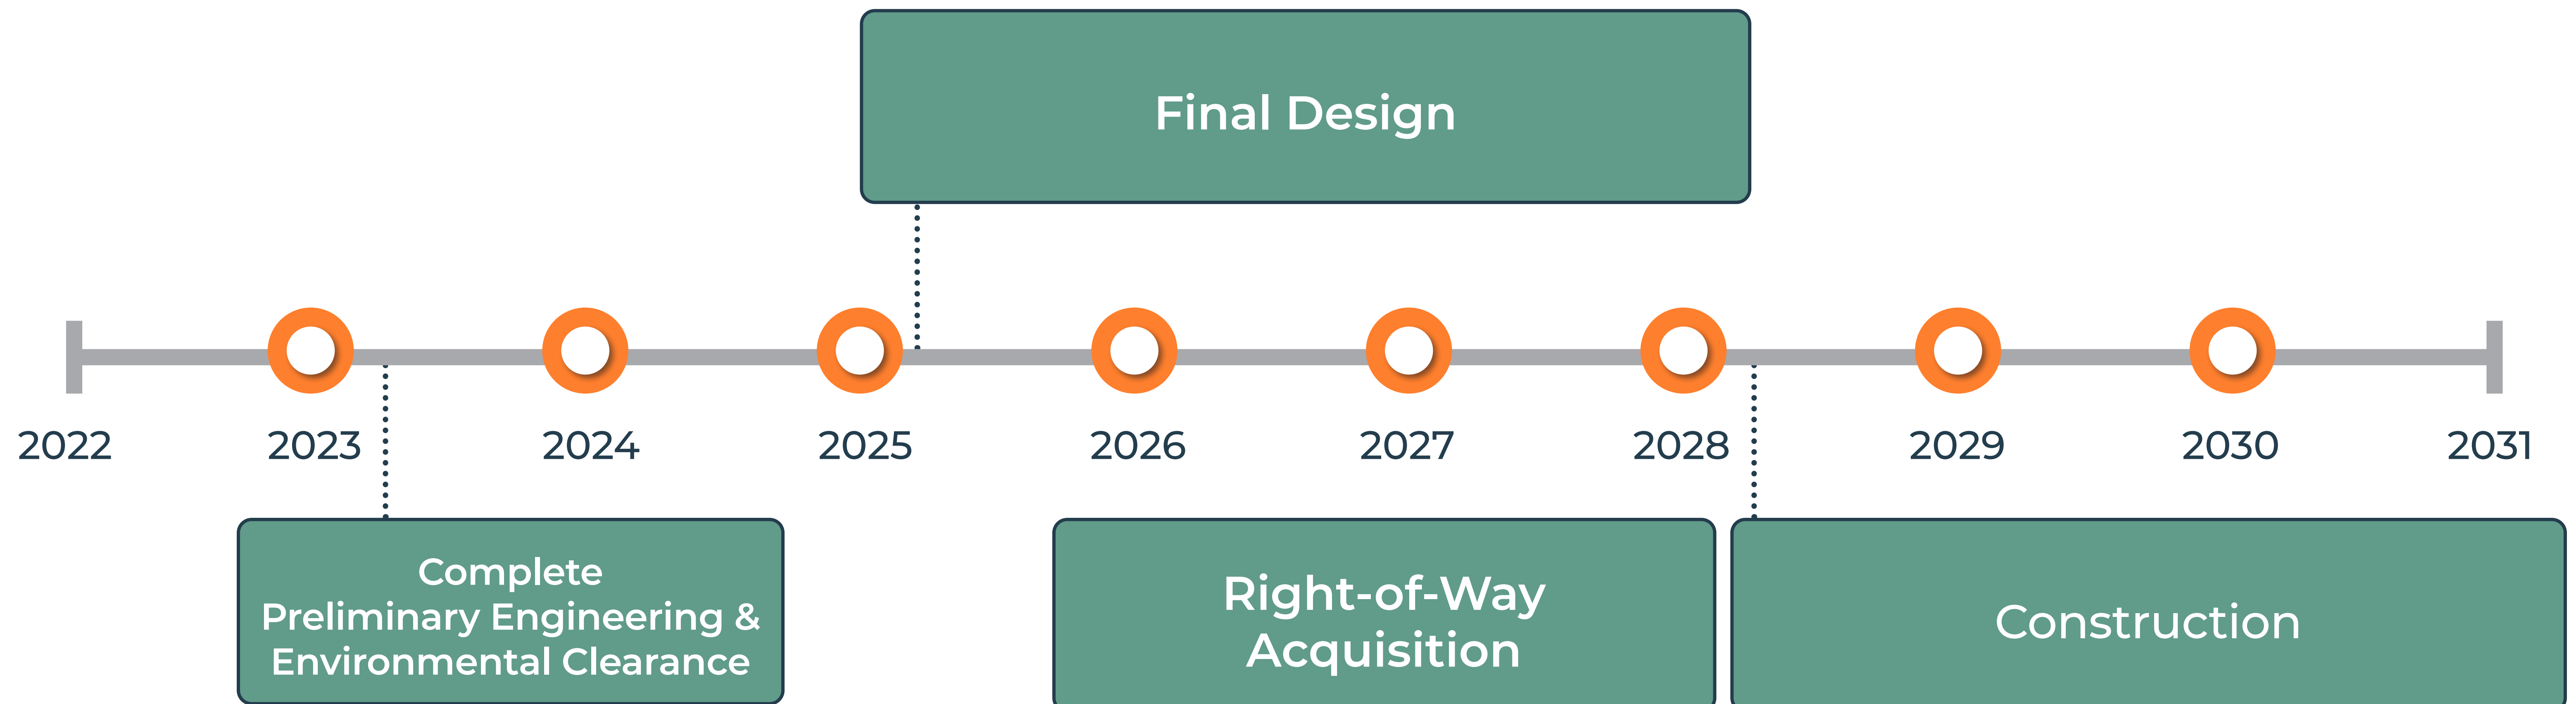 Final Design
2022 2023 2024 2025 2026 2027 2028 2029 2030 2031
Complete
Preliminary Engineering &
Environmental Clearance
Right-of-Way
Acquisition
Construction